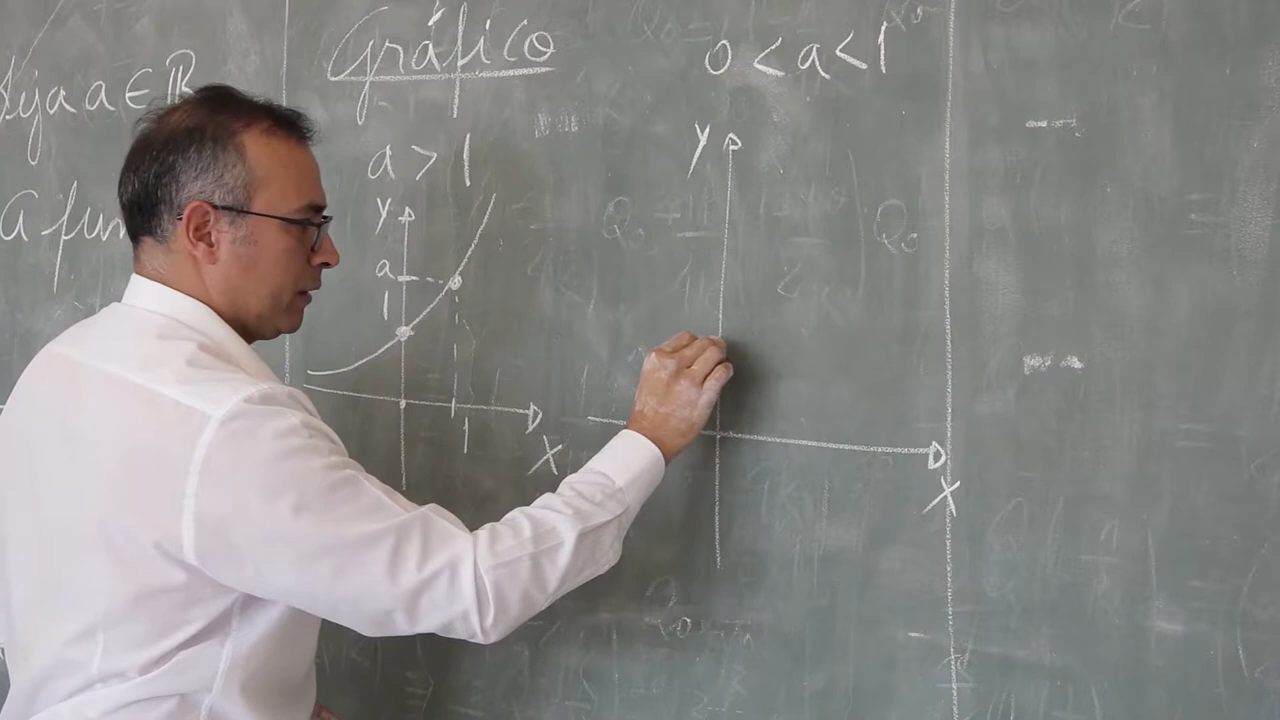 Seja a ∈ ℝ
A fun
Gráfico
a > 1
y
a
1
1
x
0 < a < 1
y
x